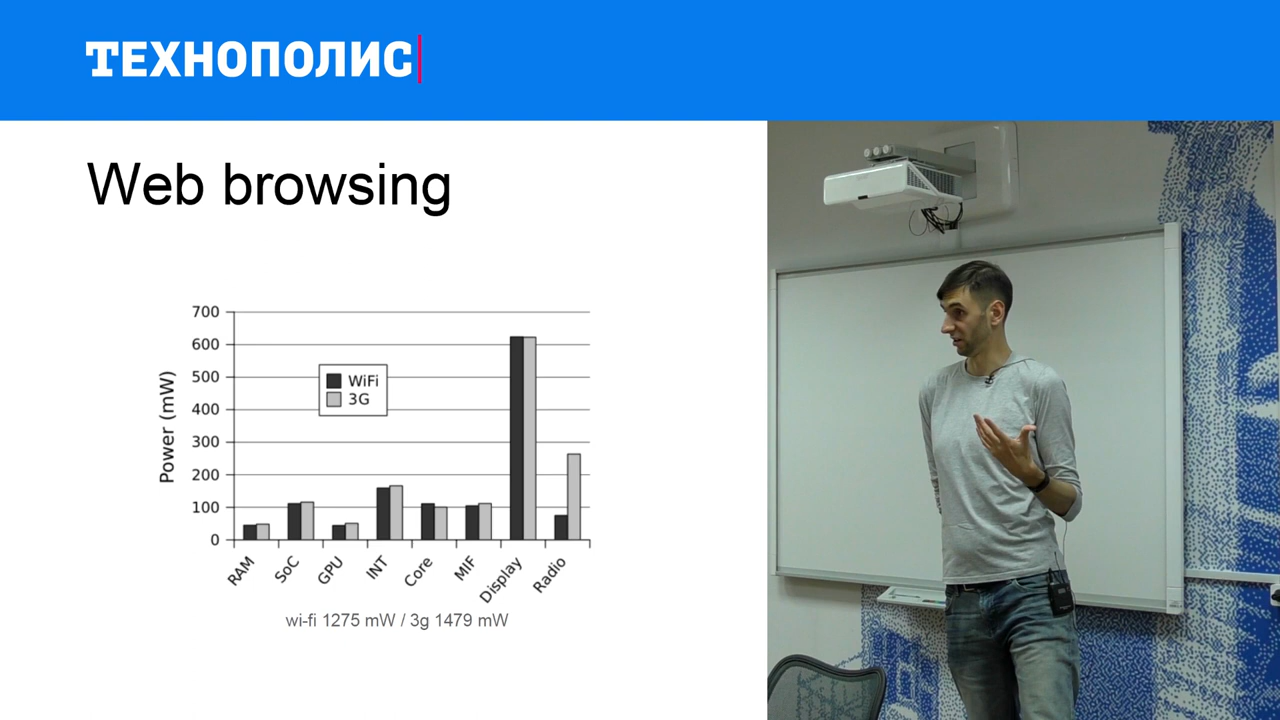 ТЕХНОПОЛИС
Web browsing
700
600
500
400
300
200
100
0
Power (mW)
WiFi
3G
RAM
SoC
GPU
INT
Core
MIF
Display
Radio
wi-fi 1275 mW / 3g 1479 mW